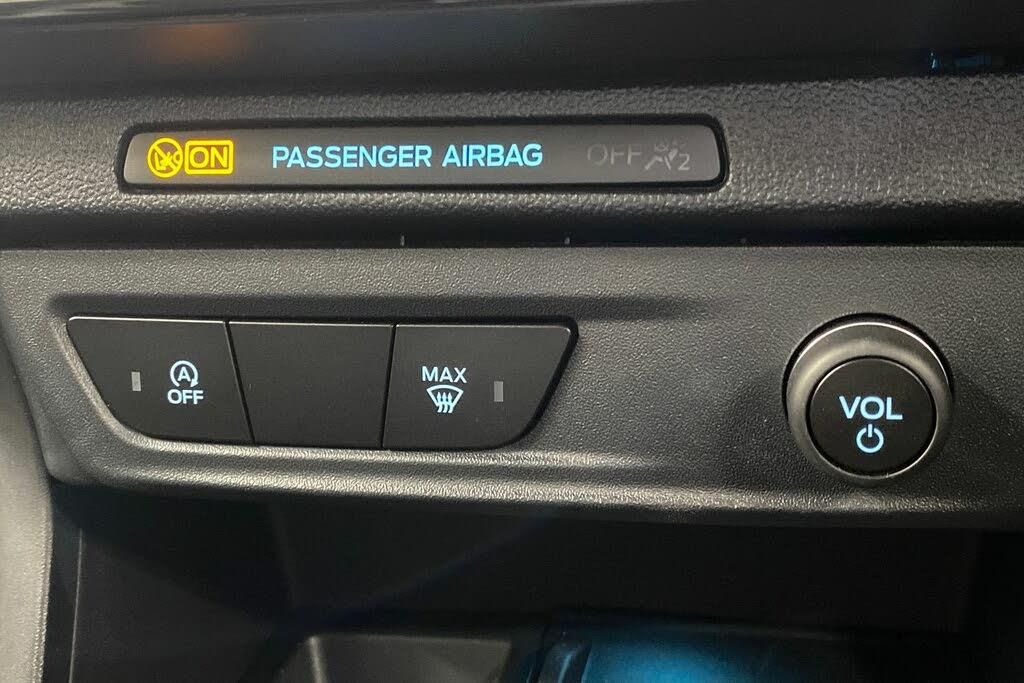 ON PASSENGER AIRBAG OFF 2
A
OFF
MAX
VOL